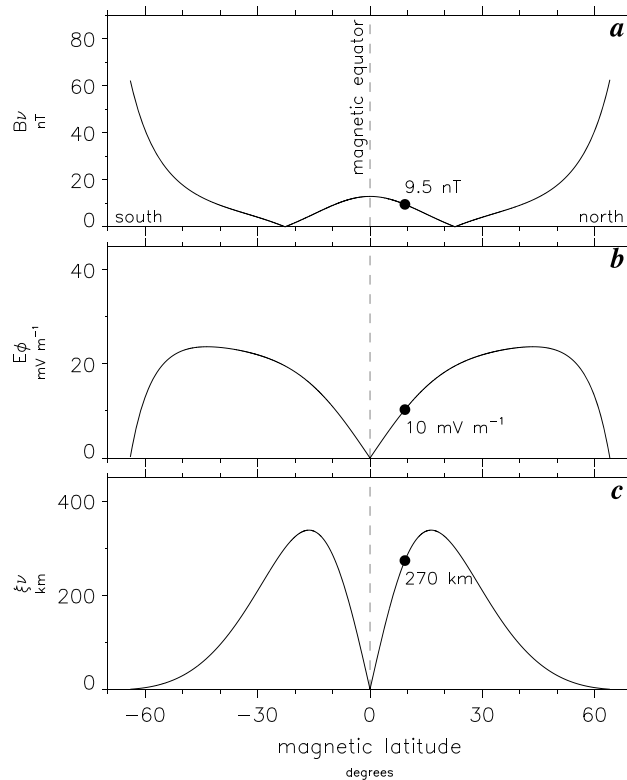 a
80
60
40
20
0
Bν
nT
magnetic equator
9.5 nT
south
north
b
40
20
0
Eϕ
mV m⁻¹
10 mV m⁻¹
c
400
200
0
ξν
km
270 km
−60 −30 0 30 60
magnetic latitude
degrees